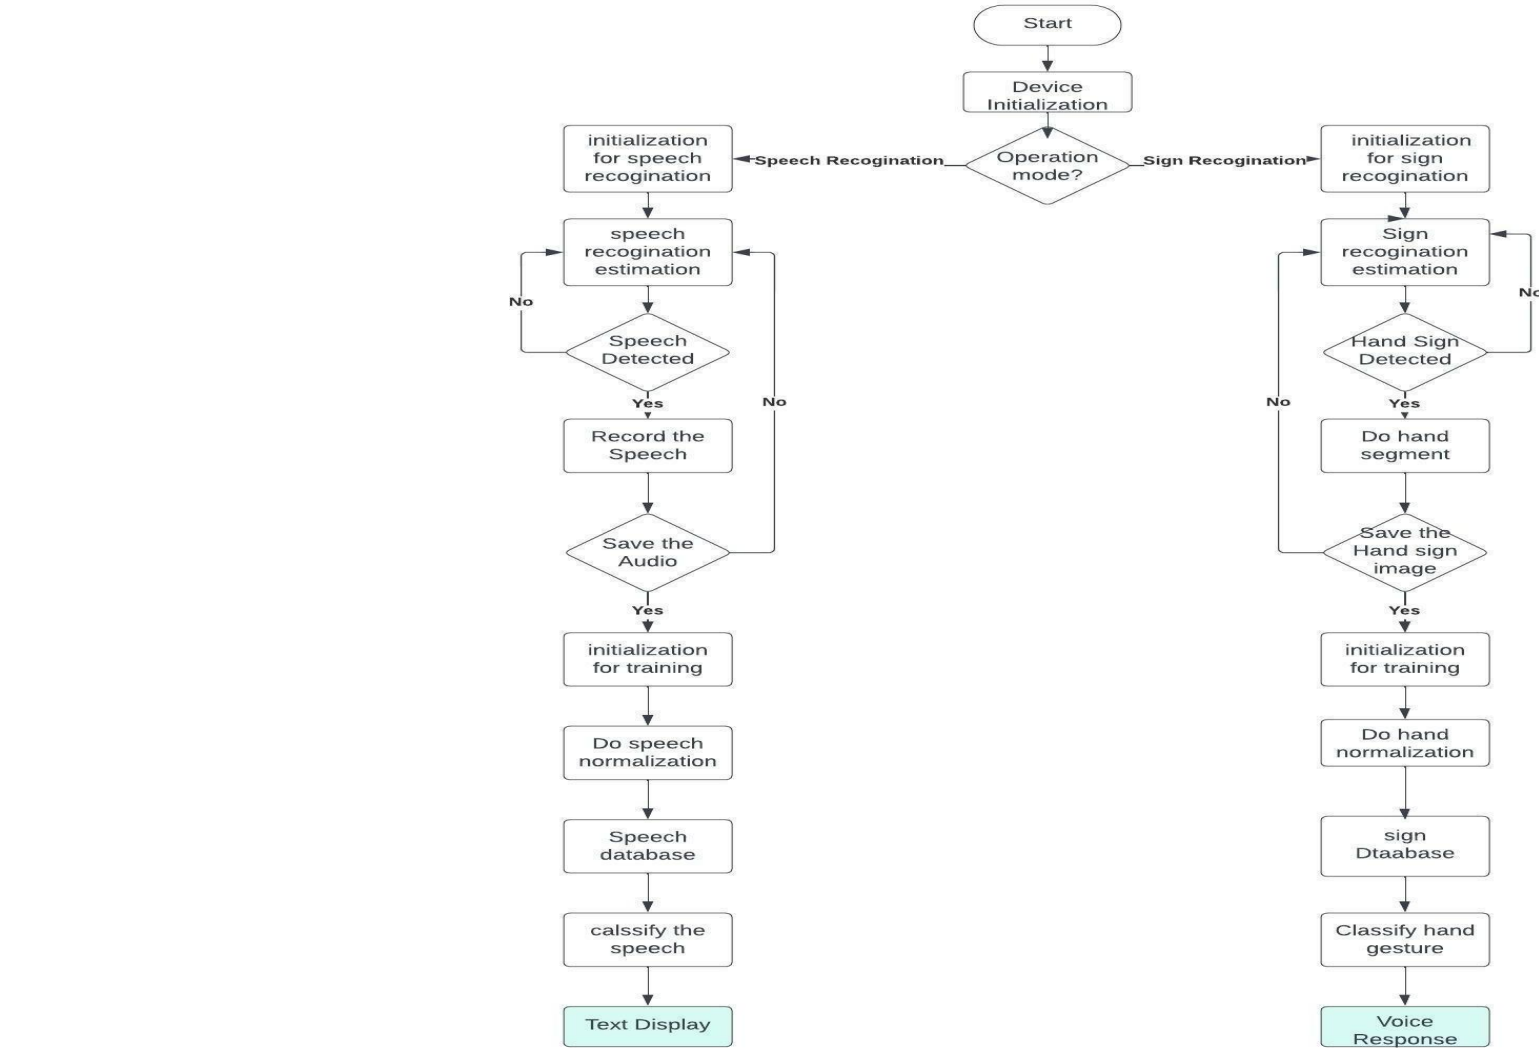 Start
Device
Initialization
Operation
mode?
Speech Recogination
Sign Recogination
initialization
for speech
recogination
speech
recogination
estimation
No
Speech
Detected
Yes
No
Record the
Speech
Save the
Audio
Yes
initialization
for training
Do speech
normalization
Speech
database
calssify the
speech
Text Display
initialization
for sign
recogination
Sign
recogination
estimation
No
Hand Sign
Detected
Yes
No
Do hand
segment
Save the
Hand sign
image
Yes
initialization
for training
Do hand
normalization
sign
Dtaabase
Classify hand
gesture
Voice
Response